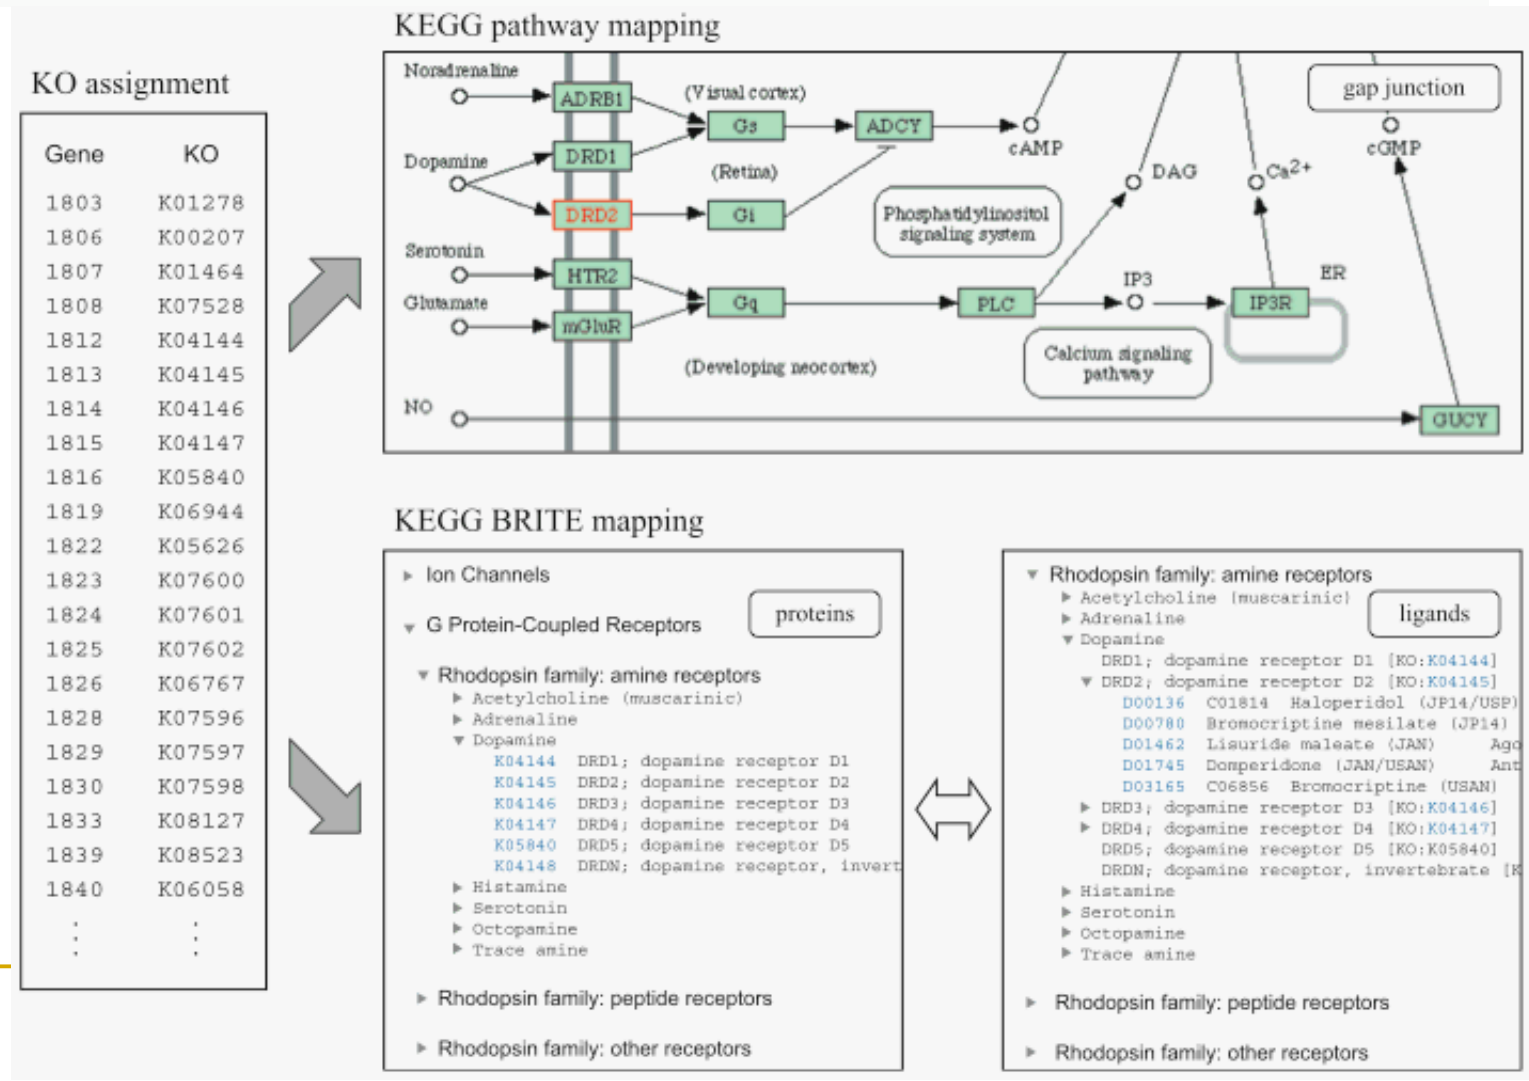 KEGG pathway mapping
KO assignment
Gene KO
1803 K01278
1806 K00207
1807 K01464
1808 K07528
1812 K04144
1813 K04145
1814 K04146
1815 K04147
1816 K05840
1819 K06944
1822 K05626
1823 K07600
1824 K07601
1825 K07602
1826 K06767
1828 K07596
1829 K07597
1830 K07598
1833 K08127
1839 K08523
1840 K06058
Noradrenaline
ADRB1
(Visual cortex)
Gs
ADCY
cAMP
gap junction
cGMP
Dopamine
DRD1
(Retina)
DAG
Ca2+
DRD2
Gi
Phosphatidylinositol
signaling system
Serotonin
HTR2
Glutamate
mGluR
Gq
PLC
IP3
IP3R
ER
(Developing neocortex)
Calcium signaling
pathway
NO
GUCY
KEGG BRITE mapping
Ion Channels
proteins
G Protein-Coupled Receptors
Rhodopsin family: amine receptors
Acetylcholine (muscarinic)
Adrenaline
Dopamine
K04144 DRD1; dopamine receptor D1
K04145 DRD2; dopamine receptor D2
K04146 DRD3; dopamine receptor D3
K04147 DRD4; dopamine receptor D4
K05840 DRD5; dopamine receptor D5
K04148 DRDN; dopamine receptor, invert
Histamine
Serotonin
Octopamine
Trace amine
Rhodopsin family: peptide receptors
Rhodopsin family: other receptors
Rhodopsin family: amine receptors
Acetylcholine (muscarinic)
ligands
Adrenaline
Dopamine
DRD1; dopamine receptor D1 [KO:K04144]
DRD2; dopamine receptor D2 [KO:K04145]
D00136 C01814 Haloperidol (JP14/USP)
D00780 Bromocriptine mesilate (JP14)
D01462 Lisuride maleate (JAN) Ago
D01745 Domperidone (JAN/USAN) Ant
D03165 C06856 Bromocriptine (USAN)
DRD3; dopamine receptor D3 [KO:K04146]
DRD4; dopamine receptor D4 [KO:K04147]
DRD5; dopamine receptor D5 [KO:K05840]
DRDN; dopamine receptor, invertebrate [K
Histamine
Serotonin
Octopamine
Trace amine
Rhodopsin family: peptide receptors
Rhodopsin family: other receptors